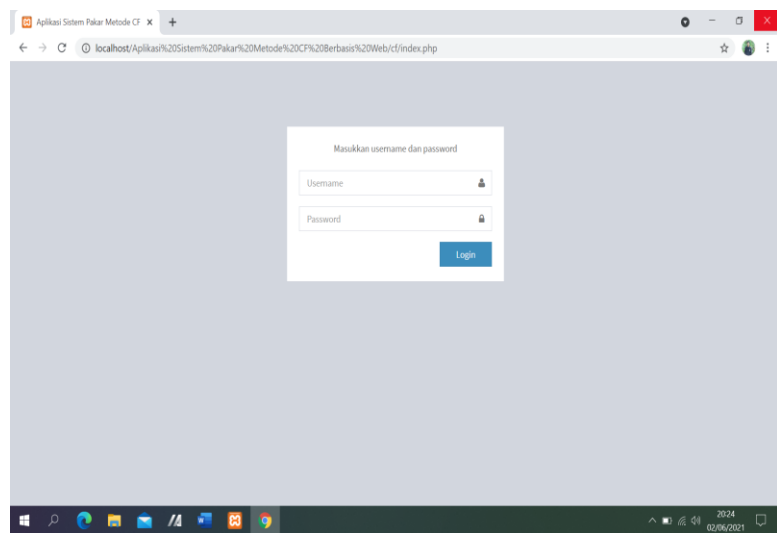 Aplikasi Sistem Pakar Metode CF
localhost/Aplikasi%20Sistem%20Pakar%20Metode%20CF%20Berbasis%20Web/cf/index.php
Masukkan username dan password
Username
Password
Login
20:24
02/06/2021